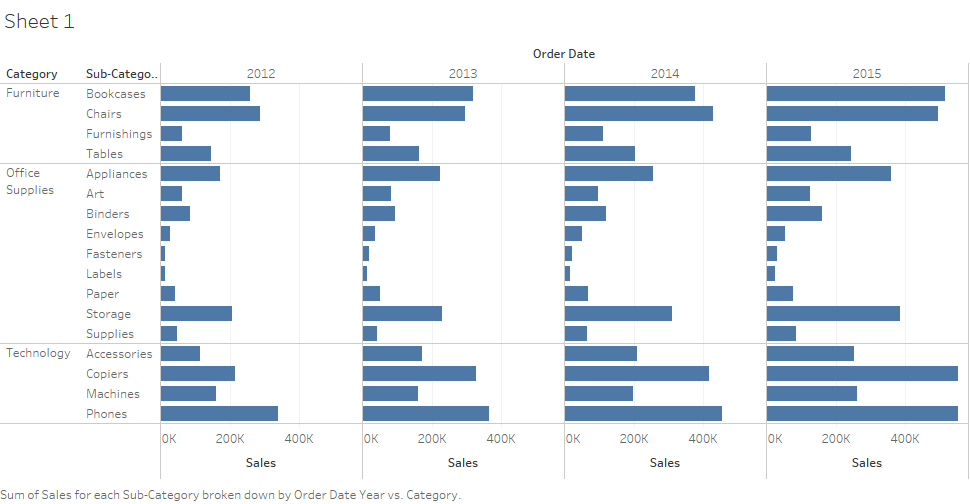 Sheet 1
Order Date
Category Sub-Catego.. 2012 2013 2014 2015
Furniture Bookcases
Chairs
Furnishings
Tables
Office Appliances
Supplies Art
Binders
Envelopes
Fasteners
Labels
Paper
Storage
Supplies
Technology Accessories
Copiers
Machines
Phones
0K 200K 400K 0K 200K 400K 0K 200K 400K 0K 200K 400K
Sales Sales Sales Sales
Sum of Sales for each Sub-Category broken down by Order Date Year vs. Category.